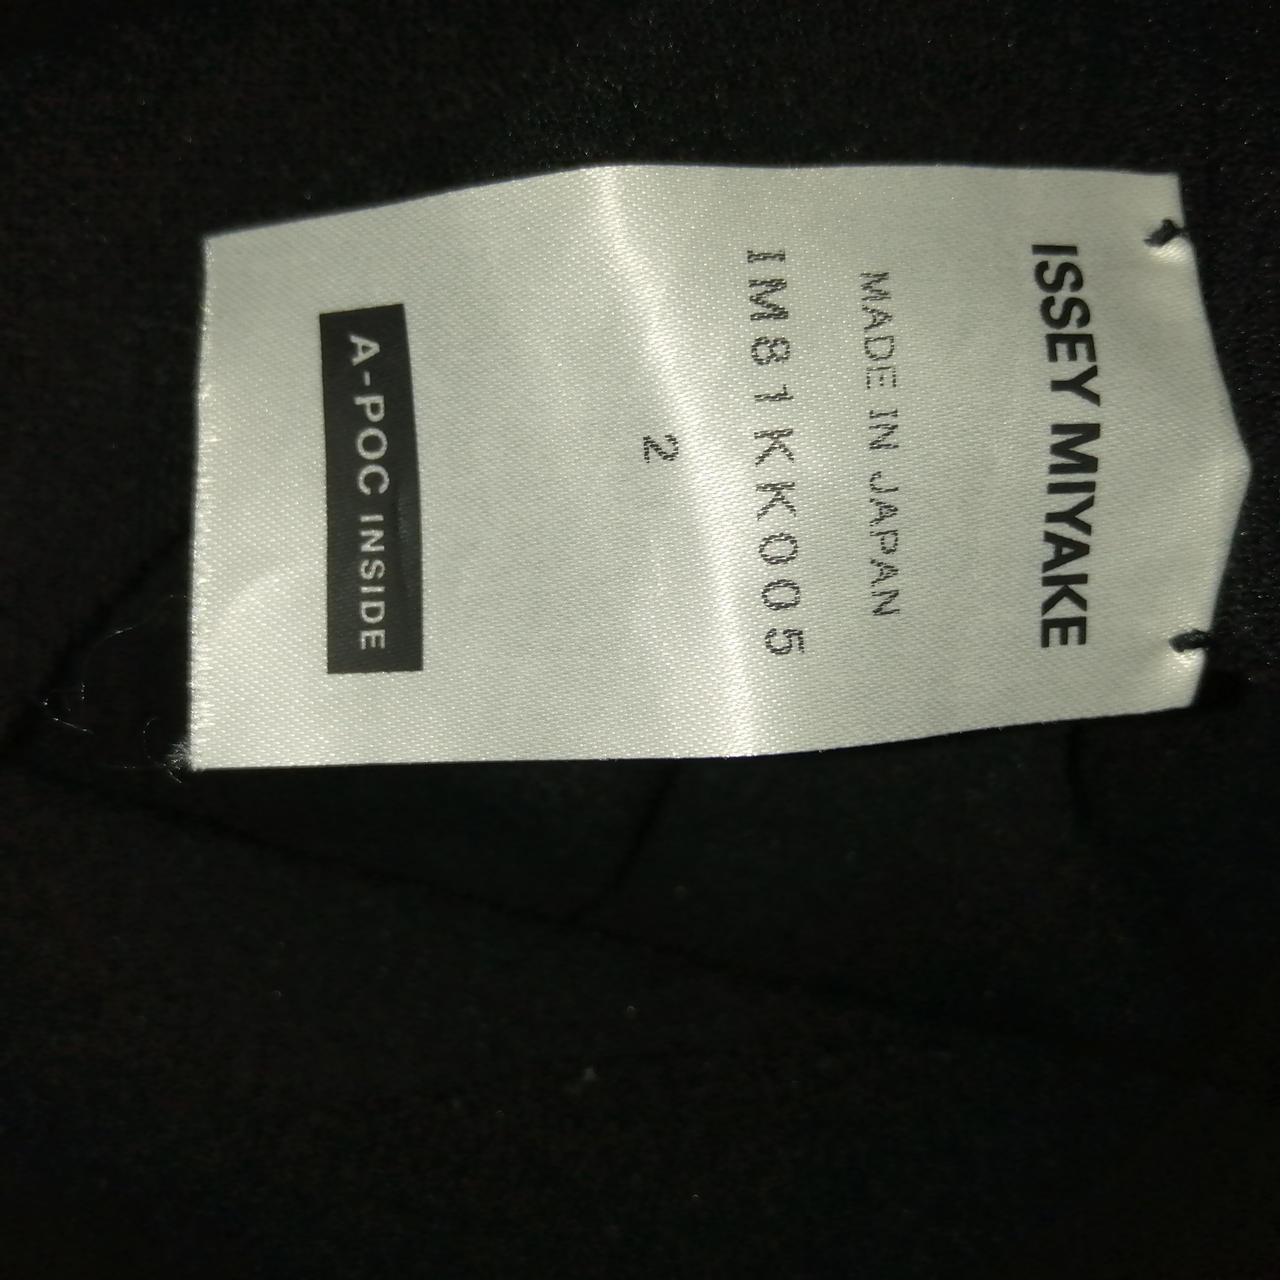 ISSEY MIYAKE
MADE IN JAPAN
IM81KK005
2
A-POC INSIDE